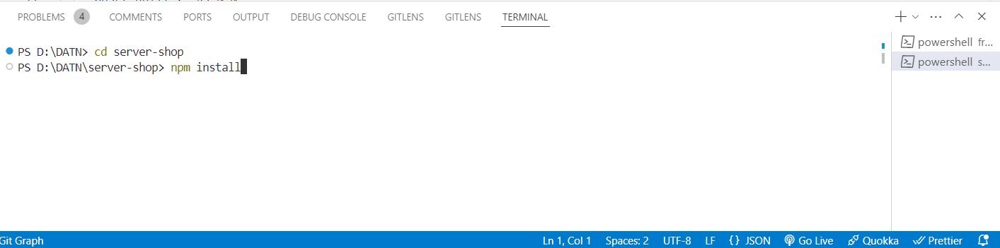 PROBLEMS 4 COMMENTS PORTS OUTPUT DEBUG CONSOLE GITLENS GITLENS TERMINAL
PS D:\DATN> cd server-shop
PS D:\DATN\server-shop> npm install
powershell fr...
powershell s...
Git Graph Ln 1, Col 1 Spaces: 2 UTF-8 LF {} JSON Go Live Quokka Prettier